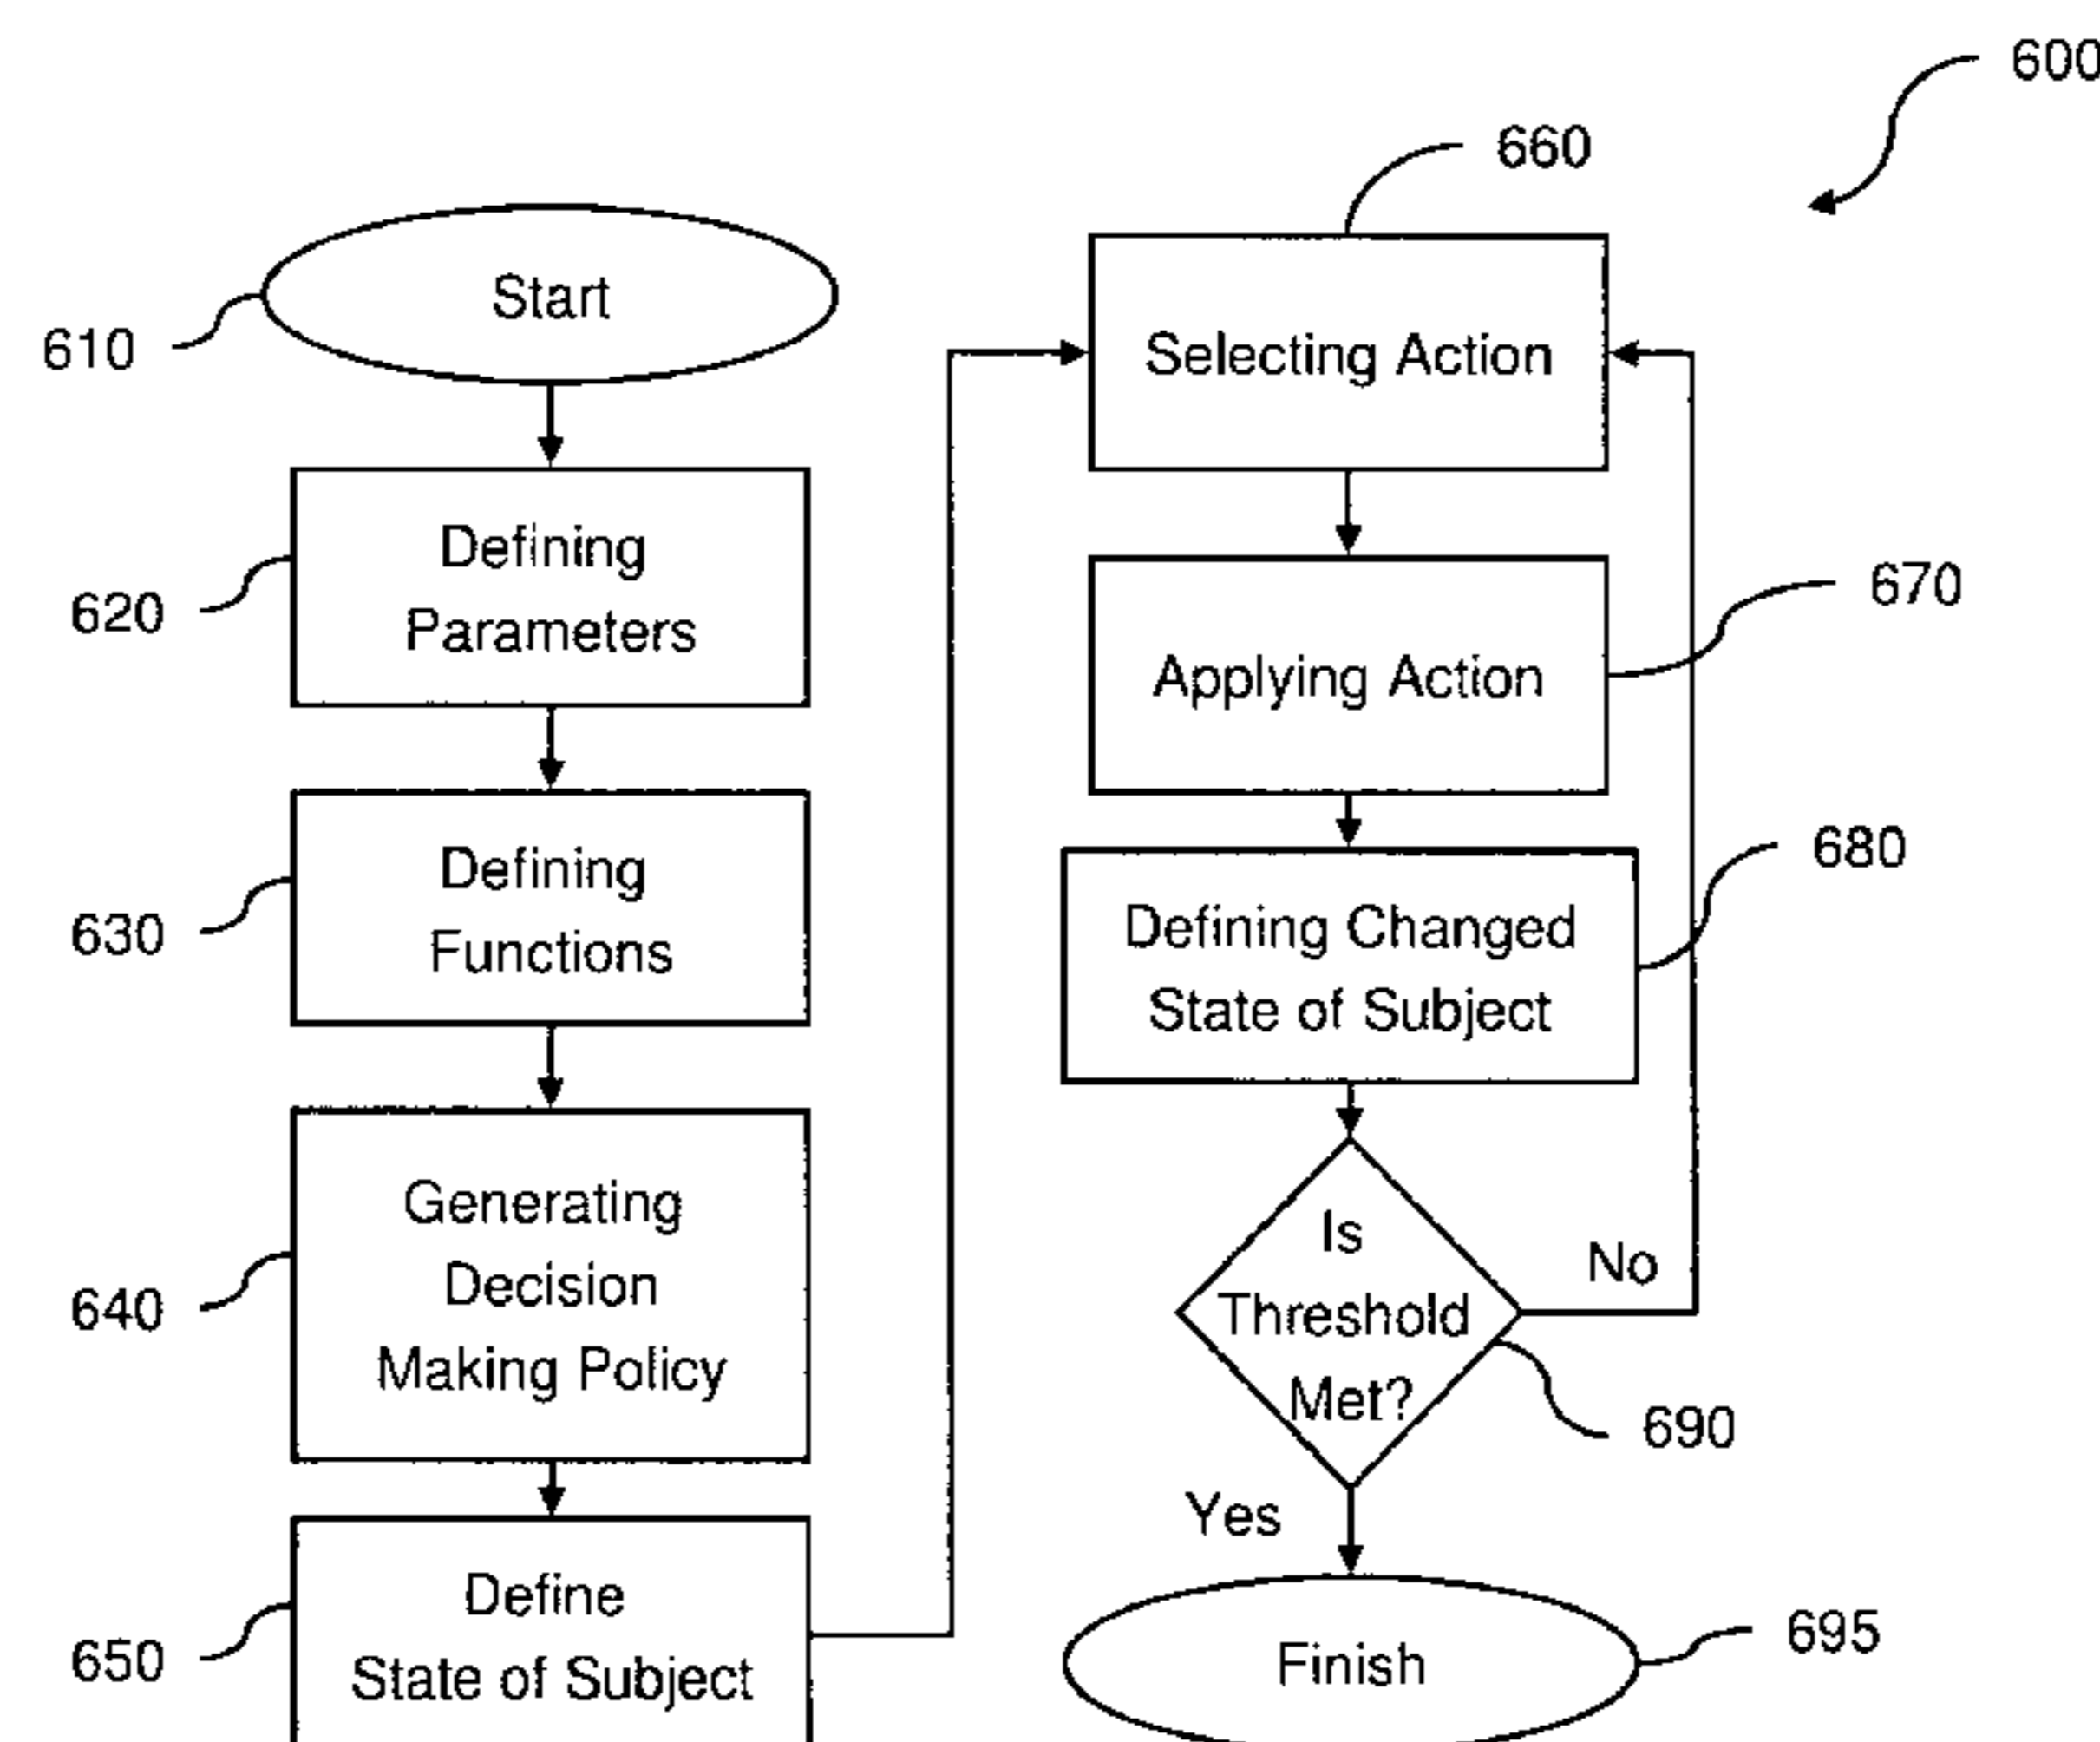 600
610
Start
620
Defining
Parameters
630
Defining
Functions
640
Generating
Decision
Making Policy
650
Define
State of Subject
660
Selecting Action
670
Applying Action
680
Defining Changed
State of Subject
Is
Threshold
Met?
No
690
Yes
Finish
695